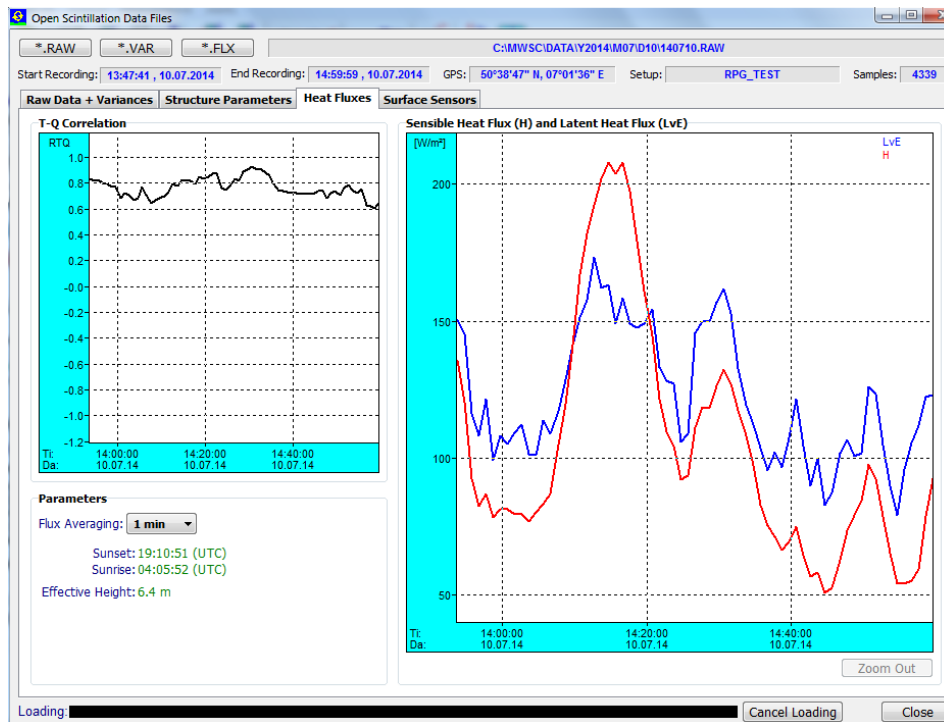 Open Scintillation Data Files
*.RAW *.VAR *.FLX C:\MWSC\DATA\Y2014\M07\D10\140710.RAW
Start Recording: 13:47:41 , 10.07.2014 End Recording: 14:59:59 , 10.07.2014 GPS: 50°38'47" N, 07°01'36" E Setup: RPG_TEST Samples: 4339
Raw Data + Variances Structure Parameters Heat Fluxes Surface Sensors
T-Q Correlation
RTQ
1.0
0.8
0.6
0.4
0.2
-0.0
-0.2
-0.4
-0.6
-0.8
-1.0
-1.2
Ti: 14:00:00 14:20:00 14:40:00
Da: 10.07.14 10.07.14 10.07.14
Parameters
Flux Averaging: 1 min
Sunset: 19:10:51 (UTC)
Sunrise: 04:05:52 (UTC)
Effective Height: 6.4 m
Sensible Heat Flux (H) and Latent Heat Flux (LvE)
[W/m²] LvE
H
200
150
100
50
Ti: 14:00:00 14:20:00 14:40:00
Da: 10.07.14 10.07.14 10.07.14
Zoom Out
Loading: Cancel Loading Close